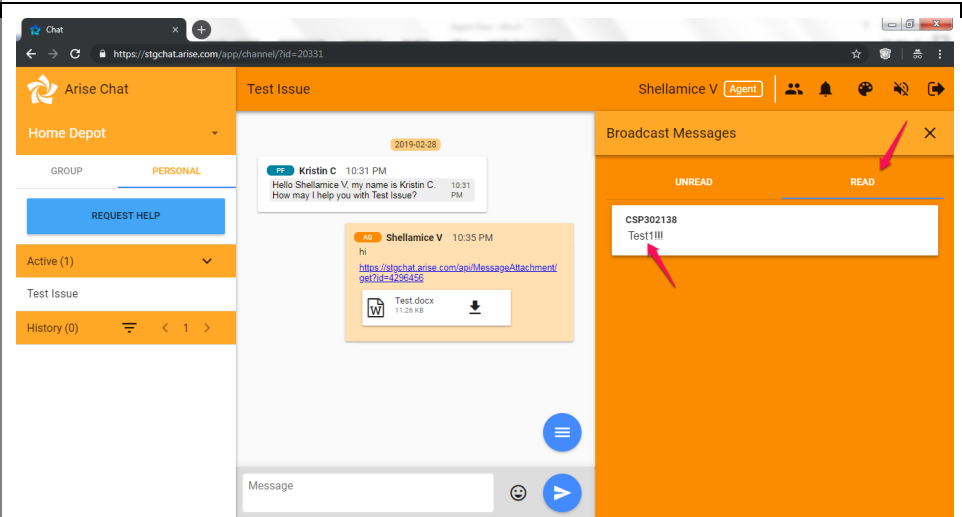 Chat
https://stgchat.arise.com/app/channel/?id=20331
Arise Chat
Test Issue
Shellamice V Agent
Home Depot
GROUP PERSONAL
REQUEST HELP
Active (1)
Test Issue
History (0) < 1 >
2019-02-28
PF Kristin C 10:31 PM
Hello Shellamice V, my name is Kristin C.
How may I help you with Test Issue?
10:31
PM
AG Shellamice V 10:35 PM
hi
https://stgchat.arise.com/api/MessageAttachment/
get?id=4296456
W
Test.docx
11.26 KB
Message
Broadcast Messages
UNREAD READ
CSP302138
Test1!!!